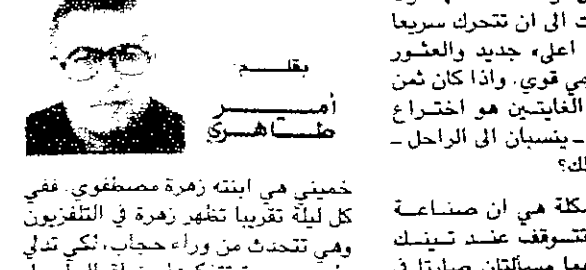 ت الى ان تتحرك سريعا
اعلى، جديد والعثور
جي قوي. واذا كان ثمن
الغايتين هو اختراع
ـ ينسبان الى الراحل ـ
لك؟
كلة هي ان صناعة
تتوقف عند تينك
بقلم
أمير
طاهري
خميني هي ابنته زهرة مصطفوي. ففي
كل ليلة تقريبا تظهر زهرة في التلفزيون
وهي تتحدث من وراء حجاب، لكي تدلي